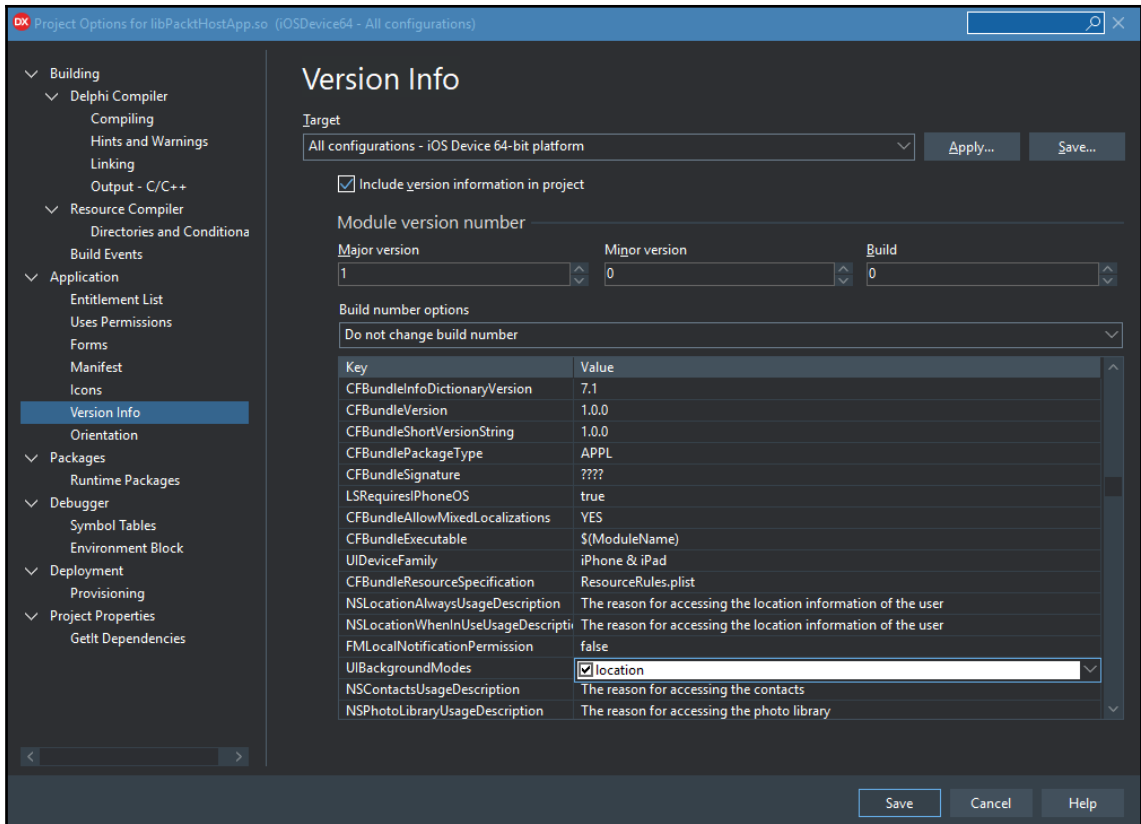 DX Project Options for libPacktHostApp.so (iOSDevice64 - All configurations)
Building
Delphi Compiler
Compiling
Hints and Warnings
Linking
Output - C/C++
Resource Compiler
Directories and Conditiona
Build Events
Application
Entitlement List
Uses Permissions
Forms
Manifest
Icons
Version Info
Orientation
Packages
Runtime Packages
Debugger
Symbol Tables
Environment Block
Deployment
Provisioning
Project Properties
GetIt Dependencies
Version Info
Target
All configurations - iOS Device 64-bit platform Apply... Save...
Include version information in project
Module version number
Major version Minor version Build
1 0 0
Build number options
Do not change build number
Key Value
CFBundleInfoDictionaryVersion 7.1
CFBundleVersion 1.0.0
CFBundleShortVersionString 1.0.0
CFBundlePackageType APPL
CFBundleSignature ????
LSRequiresIPhoneOS true
CFBundleAllowMixedLocalizations YES
CFBundleExecutable $(ModuleName)
UIDeviceFamily iPhone & iPad
CFBundleResourceSpecification ResourceRules.plist
NSLocationAlwaysUsageDescription The reason for accessing the location information of the user
NSLocationWhenInUseUsageDescripti The reason for accessing the location information of the user
FMLocalNotificationPermission false
UIBackgroundModes location
NSContactsUsageDescription The reason for accessing the contacts
NSPhotoLibraryUsageDescription The reason for accessing the photo library
Save Cancel Help